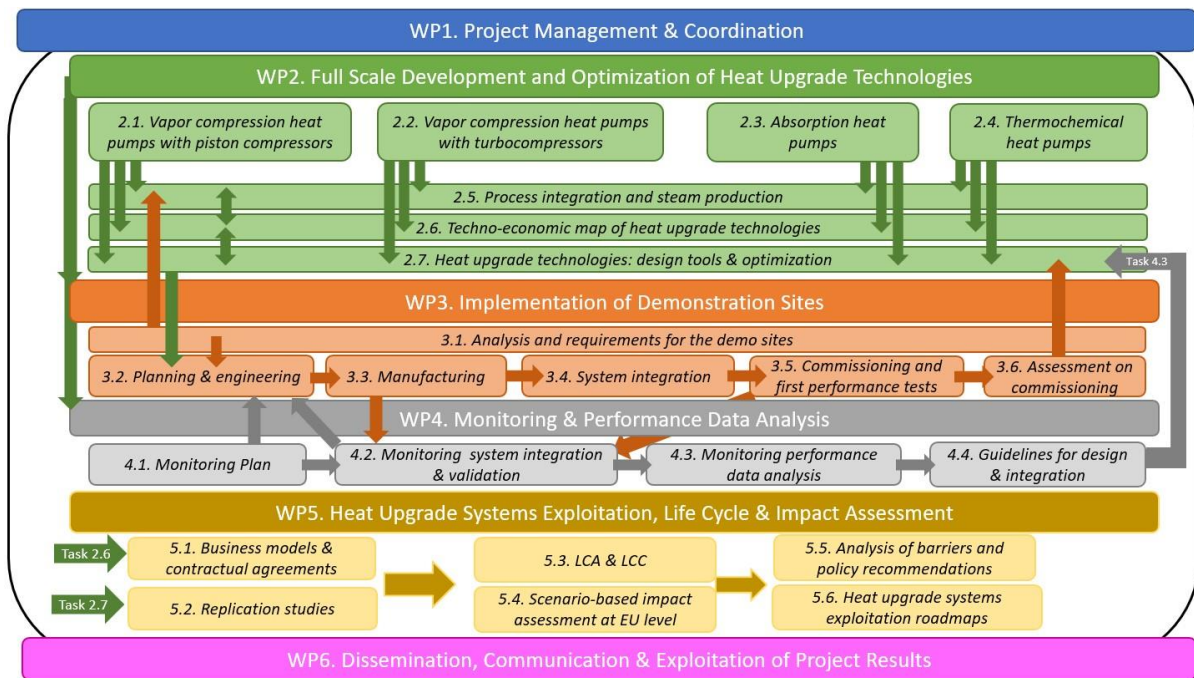 WP1. Project Management & Coordination
WP2. Full Scale Development and Optimization of Heat Upgrade Technologies
2.1. Vapor compression heat
pumps with piston compressors
2.2. Vapor compression heat pumps
with turbocompressors
2.3. Absorption heat
pumps
2.4. Thermochemical
heat pumps
2.5. Process integration and steam production
2.6. Techno-economic map of heat upgrade technologies
2.7. Heat upgrade technologies: design tools & optimization
Task 4.3
WP3. Implementation of Demonstration Sites
3.1. Analysis and requirements for the demo sites
3.2. Planning & engineering
3.3. Manufacturing
3.4. System integration
3.5. Commissioning and
first performance tests
3.6. Assessment on
commissioning
WP4. Monitoring & Performance Data Analysis
4.1. Monitoring Plan
4.2. Monitoring system integration
& validation
4.3. Monitoring performance
data analysis
4.4. Guidelines for design
& integration
WP5. Heat Upgrade Systems Exploitation, Life Cycle & Impact Assessment
Task 2.6
5.1. Business models &
contractual agreements
Task 2.7
5.2. Replication studies
5.3. LCA & LCC
5.4. Scenario-based impact
assessment at EU level
5.5. Analysis of barriers and
policy recommendations
5.6. Heat upgrade systems
exploitation roadmaps
WP6. Dissemination, Communication & Exploitation of Project Results